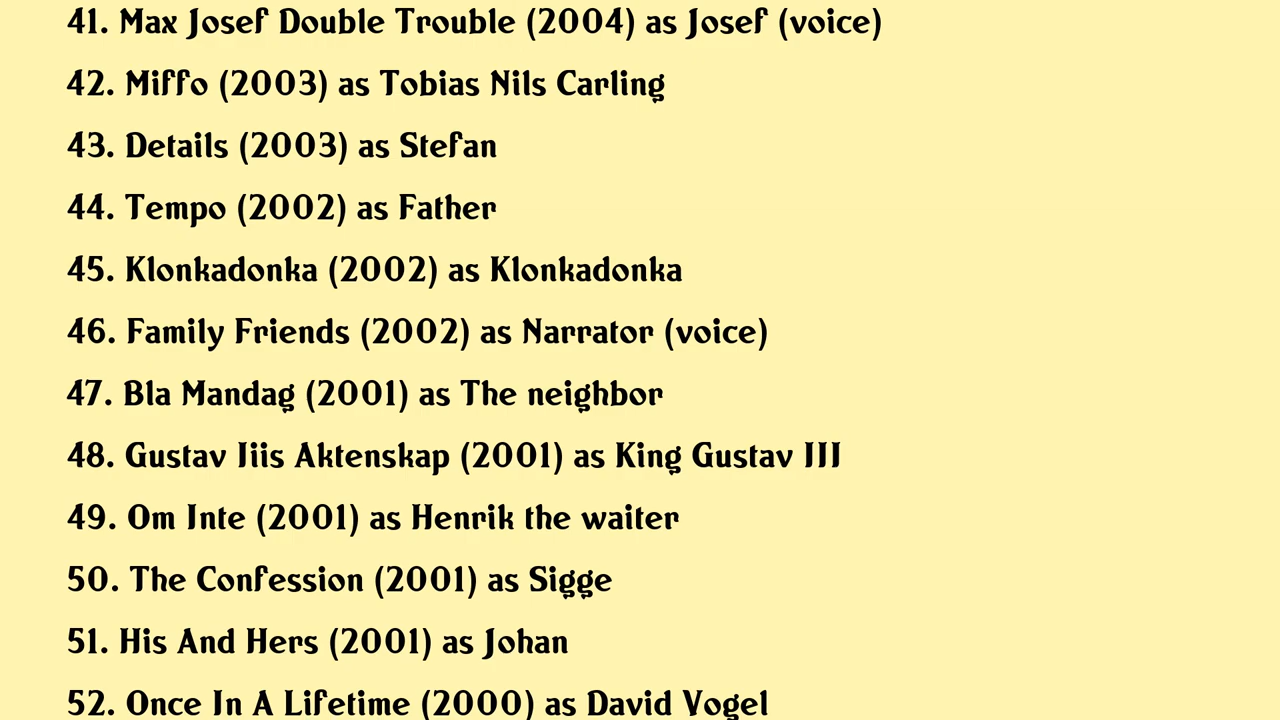 41. Max Josef Double Trouble (2004) as Josef (voice)
42. Miffo (2003) as Tobias Nils Carling
43. Details (2003) as Stefan
44. Tempo (2002) as Father
45. Klonkadonka (2002) as Klonkadonka
46. Family Friends (2002) as Narrator (voice)
47. Bla Mandag (2001) as The neighbor
48. Gustav Iiis Aktenskap (2001) as King Gustav III
49. Om Inte (2001) as Henrik the waiter
50. The Confession (2001) as Sigge
51. His And Hers (2001) as Johan
52. Once In A Lifetime (2000) as David Vogel